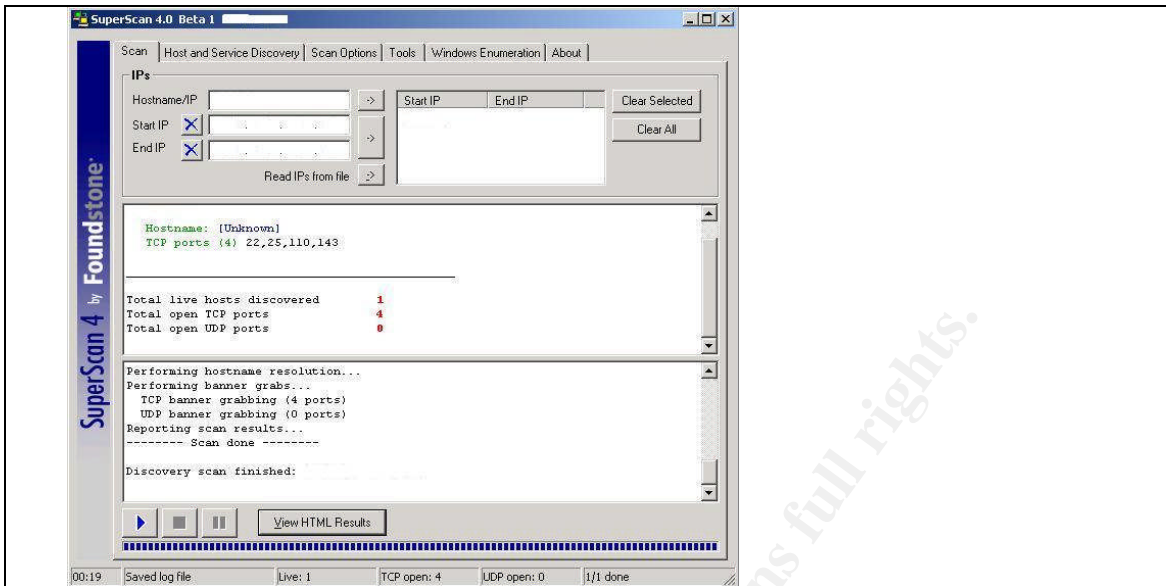 SuperScan 4.0 Beta 1
Scan Host and Service Discovery Scan Options Tools Windows Enumeration About
IPs
Hostname/IP -> Start IP End IP Clear Selected
Start IP X -> Clear All
End IP X
Read IPs from file ->
Hostname: [Unknown]
TCP ports (4) 22,25,110,143
Total live hosts discovered 1
Total open TCP ports 4
Total open UDP ports 0
Performing hostname resolution...
Performing banner grabs...
TCP banner grabbing (4 ports)
UDP banner grabbing (0 ports)
Reporting scan results...
-------- Scan done --------
Discovery scan finished:
View HTML Results
00:19 Saved log file Live: 1 TCP open: 4 UDP open: 0 1/1 done
SuperScan 4 by Foundstone
ns full rights.